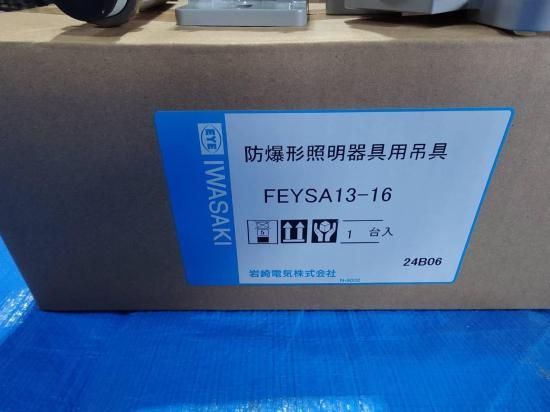 EYE
IWASAKI
防爆形照明器具用吊具
FEYSA13-16
1 台入
24B06
岩崎電気株式会社